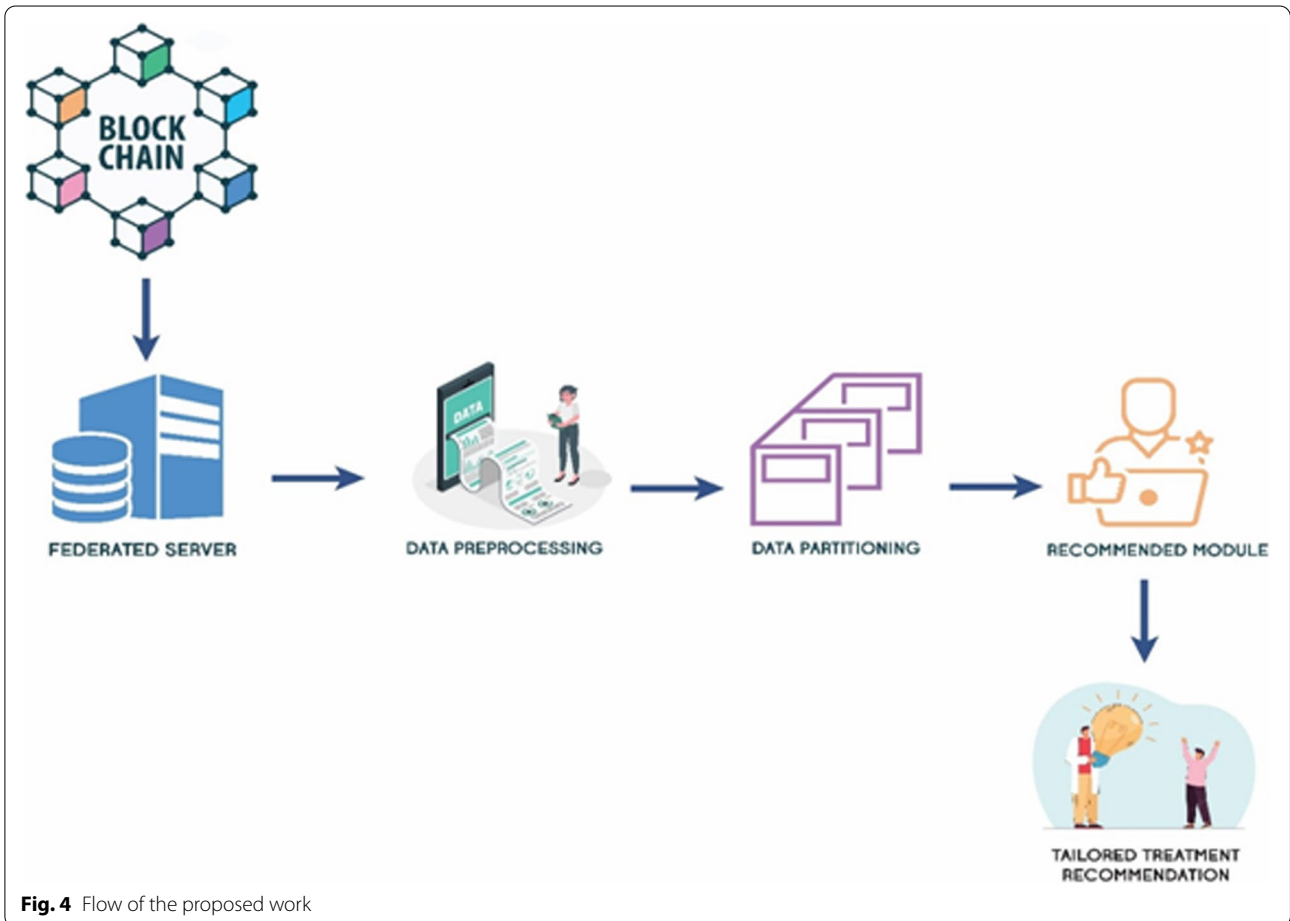 BLOCK
CHAIN
DATA
FEDERATED SERVER
DATA PREPROCESSING
DATA PARTITIONING
RECOMMENDED MODULE
TAILORED TREATMENT
RECOMMENDATION
Fig. 4 Flow of the proposed work